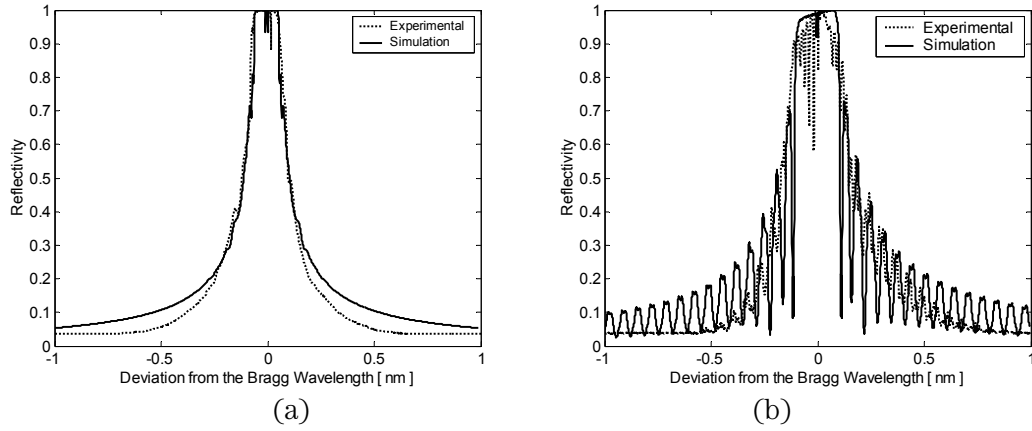 Experimental
Simulation
1
0.9
0.8
0.7
0.6
0.5
0.4
0.3
0.2
0.1
0
Reflectivity
-1 -0.5 0 0.5 1
Deviation from the Bragg Wavelength [ nm ]
(a)
Experimental
Simulation
1
0.9
0.8
0.7
0.6
0.5
0.4
0.3
0.2
0.1
0
Reflectivity
-1 -0.5 0 0.5 1
Deviation from the Bragg Wavelength [ nm ]
(b)